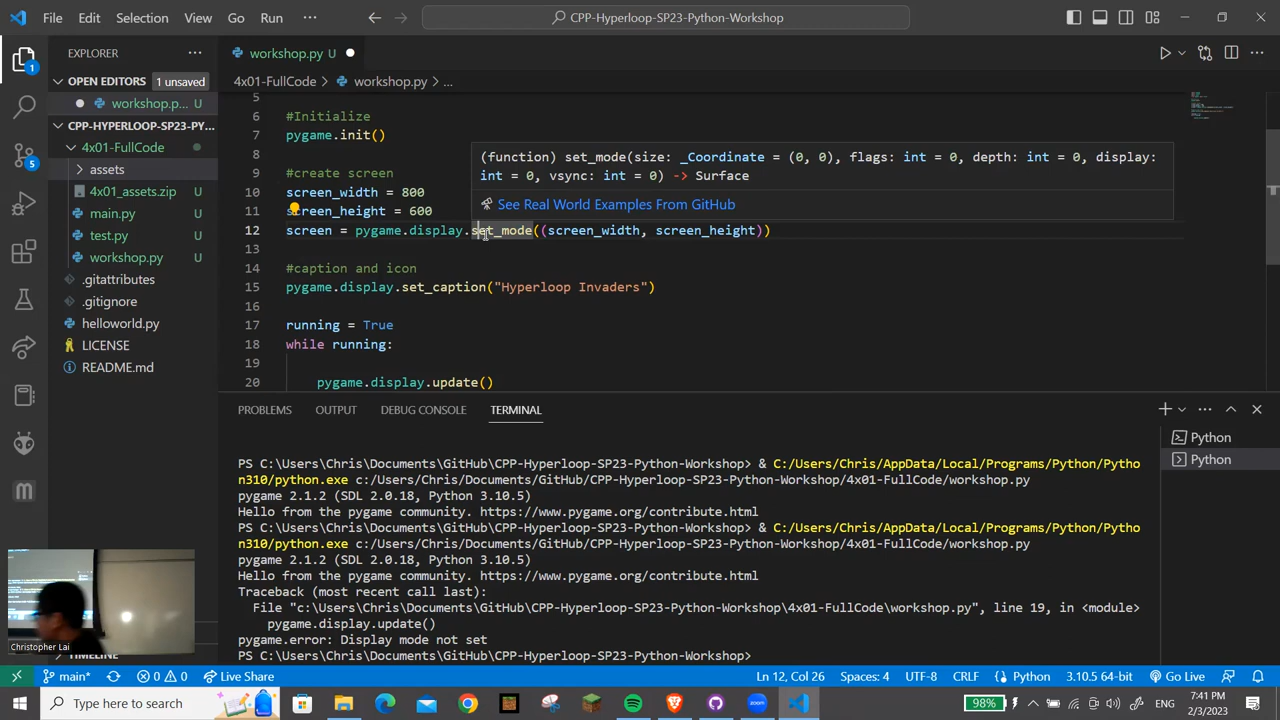 File Edit Selection View Go Run ··· CPP-Hyperloop-SP23-Python-Workshop
EXPLORER ···
OPEN EDITORS 1 unsaved
workshop.p... U
CPP-HYPERLOOP-SP23-PY...
4x01-FullCode
assets
4x01_assets.zip U
main.py U
test.py U
workshop.py U
.gitattributes
.gitignore
helloworld.py
LICENSE
README.md
TIMELINE
workshop.py U
4x01-FullCode > workshop.py > ...
5
6 #Initialize
7 pygame.init()
8
9 #create screen
10 screen_width = 800
11 screen_height = 600
12 screen = pygame.display.set_mode((screen_width, screen_height))
13
14 #caption and icon
15 pygame.display.set_caption("Hyperloop Invaders")
16
17 running = True
18 while running:
19
20 pygame.display.update()
(function) set_mode(size: _Coordinate = (0, 0), flags: int = 0, depth: int = 0, display:
int = 0, vsync: int = 0) -> Surface
See Real World Examples From GitHub
PROBLEMS OUTPUT DEBUG CONSOLE TERMINAL
Python
Python
PS C:\Users\Chris\Documents\GitHub\CPP-Hyperloop-SP23-Python-Workshop> & C:/Users/Chris/AppData/Local/Programs/Python/Pytho
n310/python.exe c:/Users/Chris/Documents/GitHub/CPP-Hyperloop-SP23-Python-Workshop/4x01-FullCode/workshop.py
pygame 2.1.2 (SDL 2.0.18, Python 3.10.5)
Hello from the pygame community. https://www.pygame.org/contribute.html
PS C:\Users\Chris\Documents\GitHub\CPP-Hyperloop-SP23-Python-Workshop> & C:/Users/Chris/AppData/Local/Programs/Python/Pytho
n310/python.exe c:/Users/Chris/Documents/GitHub/CPP-Hyperloop-SP23-Python-Workshop/4x01-FullCode/workshop.py
pygame 2.1.2 (SDL 2.0.18, Python 3.10.5)
Hello from the pygame community. https://www.pygame.org/contribute.html
Traceback (most recent call last):
File "c:\Users\Chris\Documents\GitHub\CPP-Hyperloop-SP23-Python-Workshop\4x01-FullCode\workshop.py", line 19, in <module>
pygame.display.update()
pygame.error: Display mode not set
PS C:\Users\Chris\Documents\GitHub\CPP-Hyperloop-SP23-Python-Workshop>
Christopher Lai
1
5
main* 0 0 Live Share Ln 12, Col 26 Spaces: 4 UTF-8 CRLF Python 3.10.5 64-bit Go Live
Type here to search 98% ENG 7:41 PM
2/3/2023